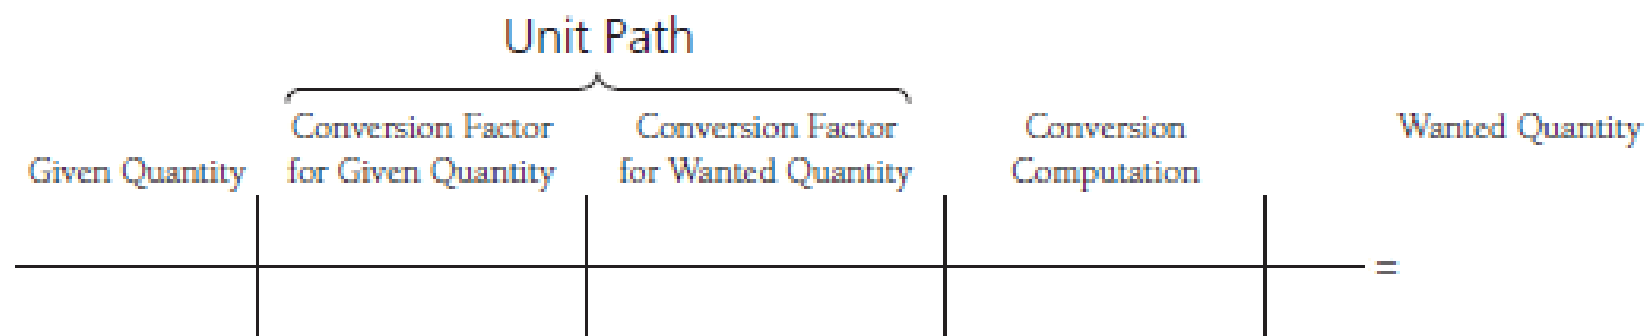 Unit Path
Given Quantity
Conversion Factor
for Given Quantity
Conversion Factor
for Wanted Quantity
Conversion
Computation
Wanted Quantity
=